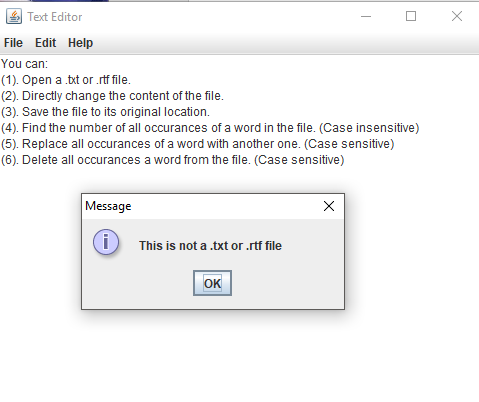 Text Editor
File Edit Help
You can:
(1). Open a .txt or .rtf file.
(2). Directly change the content of the file.
(3). Save the file to its original location.
(4). Find the number of all occurances of a word in the file. (Case insensitive)
(5). Replace all occurances of a word with another one. (Case sensitive)
(6). Delete all occurances a word from the file. (Case sensitive)
Message
This is not a .txt or .rtf file
OK